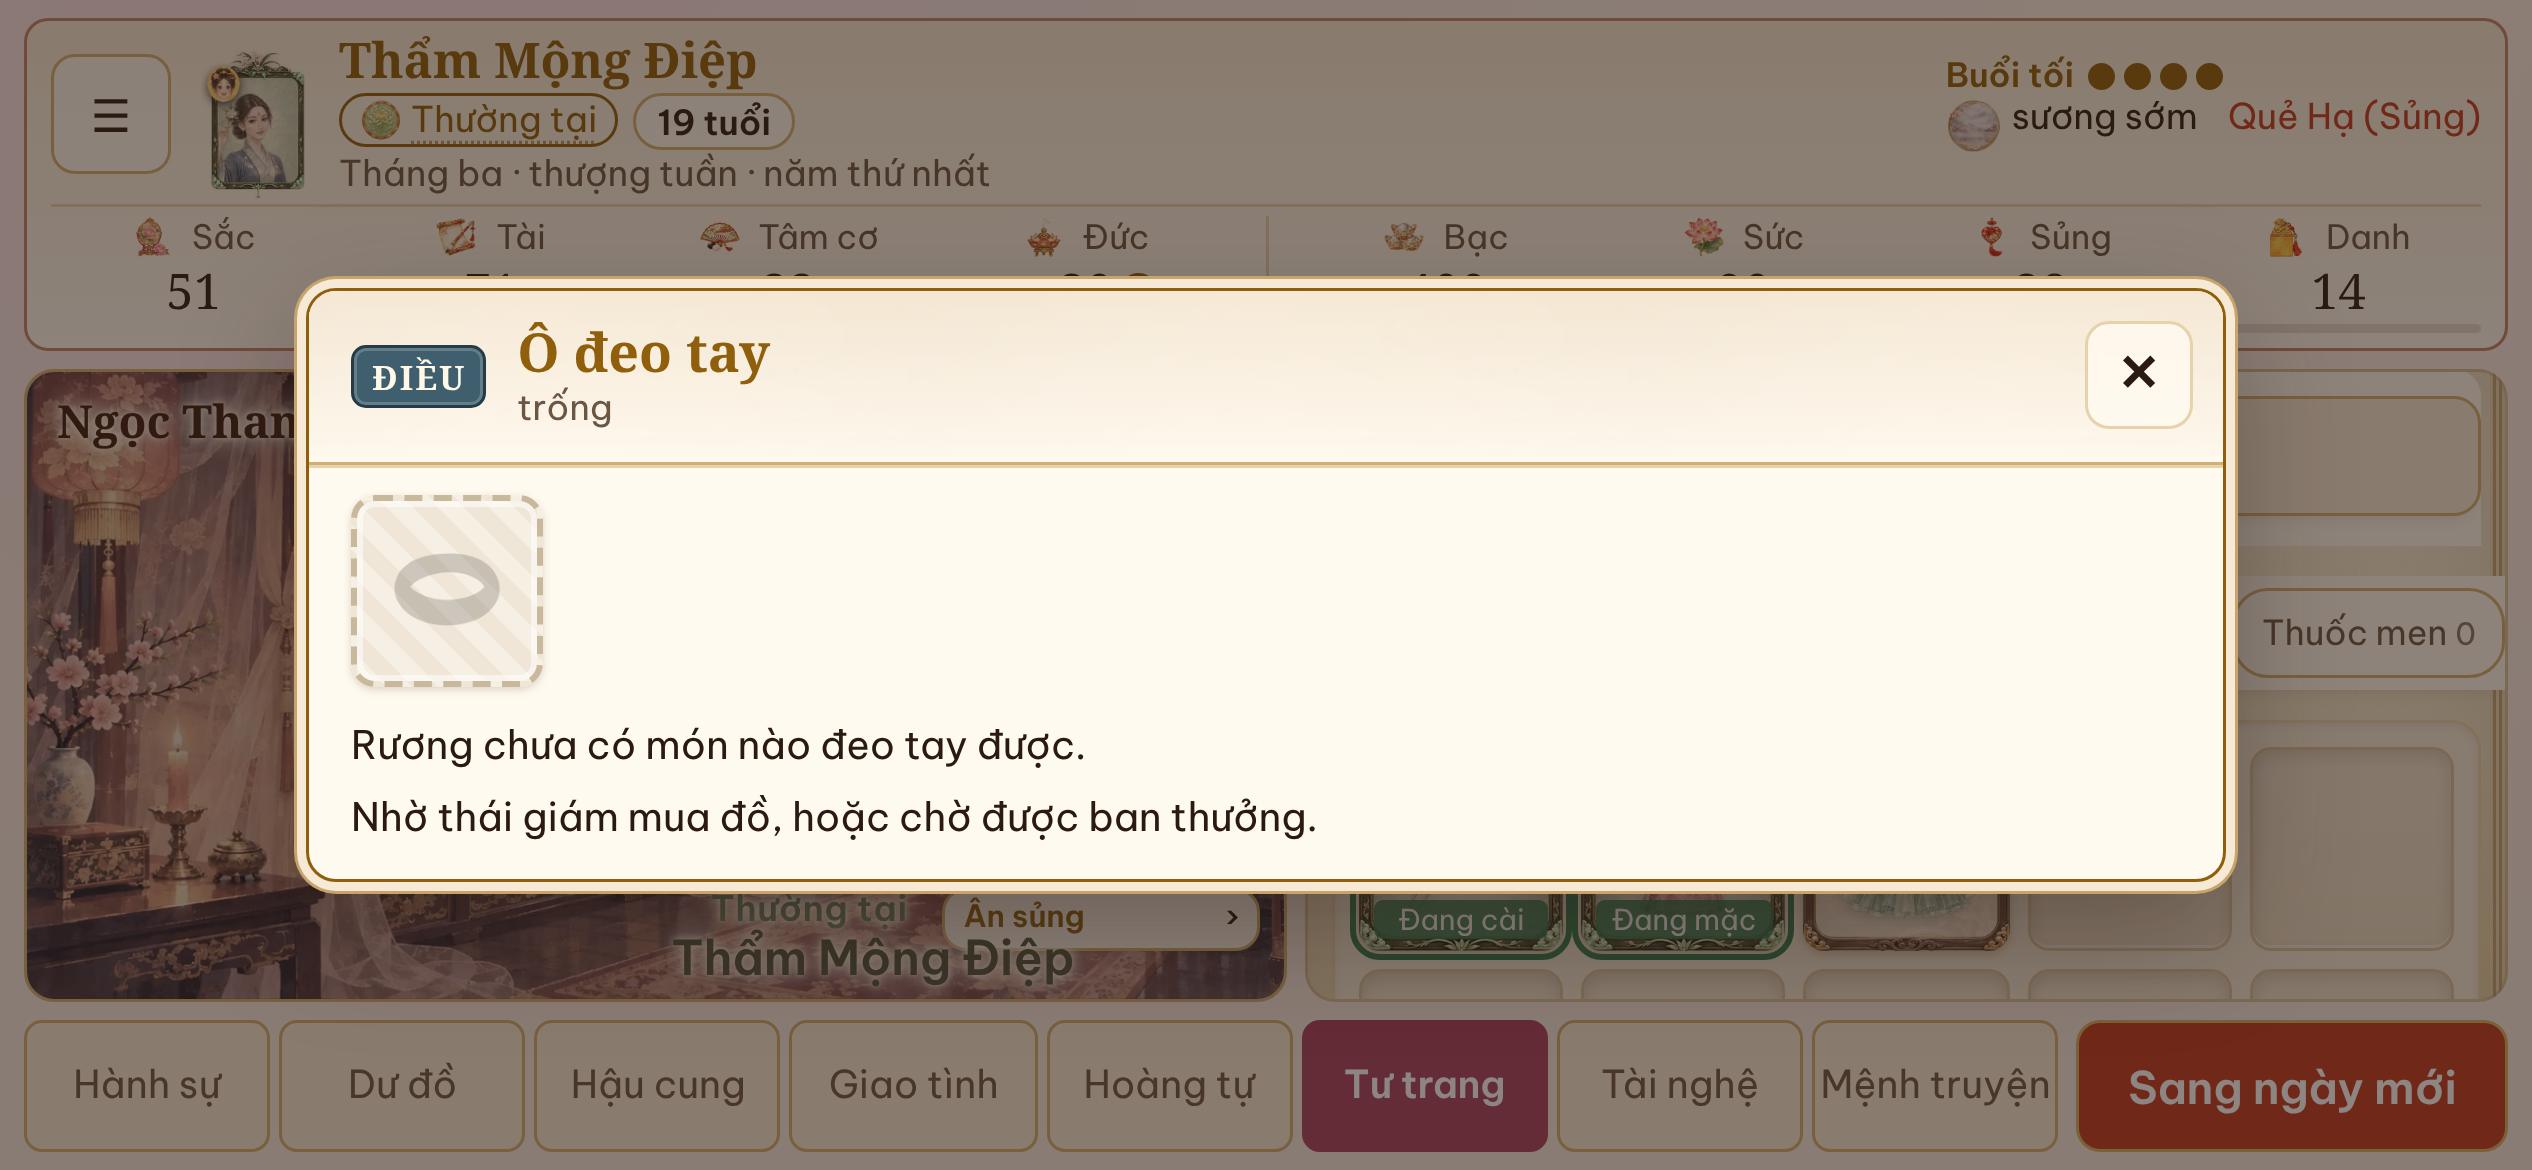 Thẩm Mộng Điệp
Thường tại
19 tuổi
Tháng ba · thượng tuần · năm thứ nhất
Buổi tối
sương sớm
Quẻ Hạ (Sủng)
Sắc
Tài
Tâm cơ
Đức
Bạc
Sức
Sủng
Danh
51
14
Ngọc
ĐIỀU
Ô đeo tay
trống
Rương chưa có món nào đeo tay được.
Nhờ thái giám mua đồ, hoặc chờ được ban thưởng.
Thuốc men 0
Thường tại
Ân sủng
Thẩm Mộng Điệp
Đang cài
Đang mặc
Hành sự
Dư đồ
Hậu cung
Giao tình
Hoàng tự
Tư trang
Tài nghệ
Mệnh truyện
Sang ngày mới